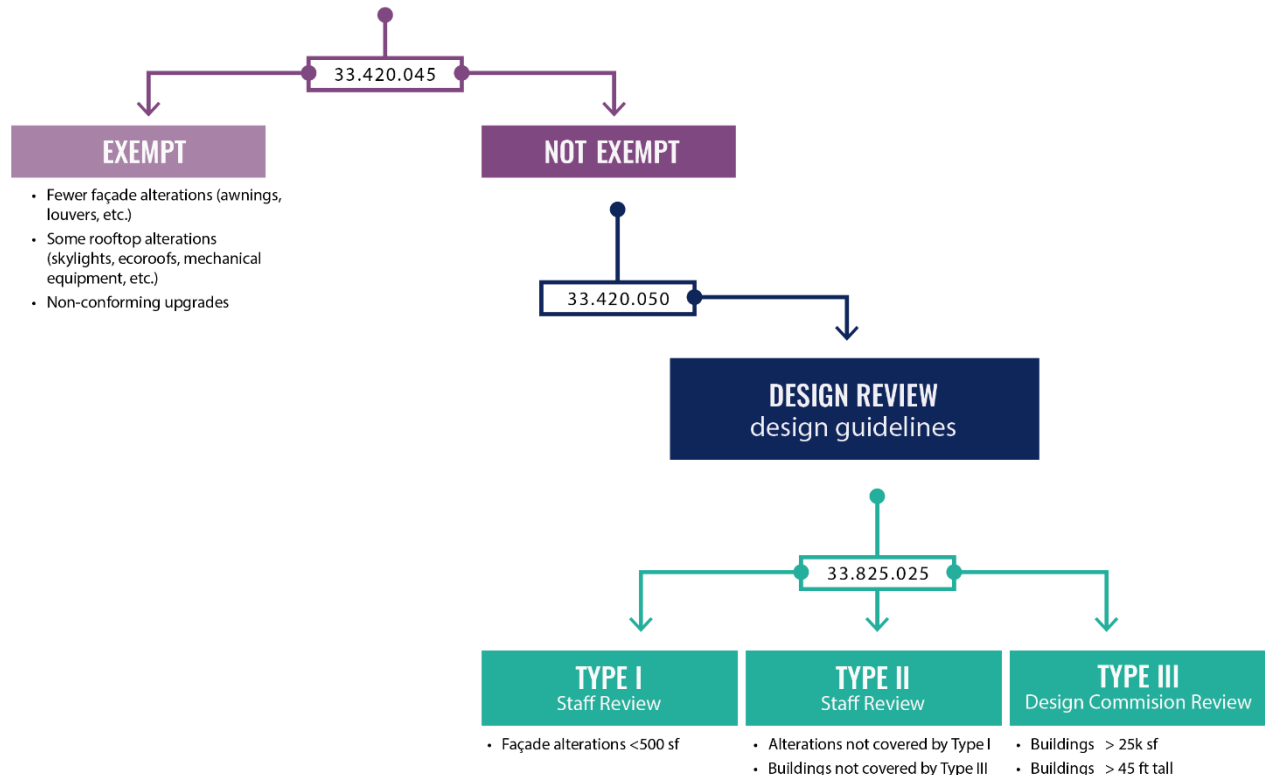 33.420.045
EXEMPT
• Fewer façade alterations (awnings,
louvers, etc.)
• Some rooftop alterations
(skylights, ecoroofs, mechanical
equipment, etc.)
• Non-conforming upgrades
NOT EXEMPT
33.420.050
DESIGN REVIEW
design guidelines
33.825.025
TYPE I
Staff Review
• Façade alterations <500 sf
TYPE II
Staff Review
• Alterations not covered by Type I
• Buildings not covered by Type III
TYPE III
Design Commision Review
• Buildings > 25k sf
• Buildings > 45 ft tall